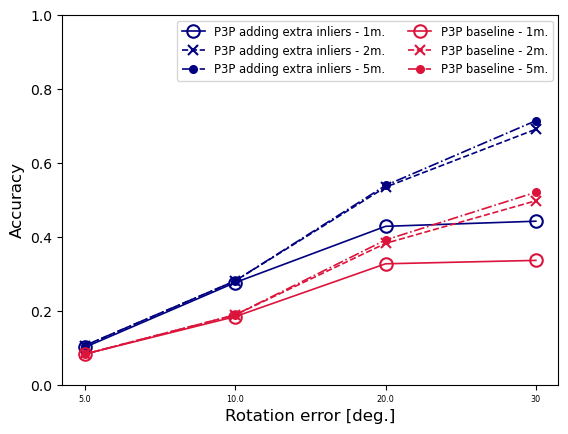 P3P adding extra inliers - 1m.
P3P adding extra inliers - 2m.
P3P adding extra inliers - 5m.
P3P baseline - 1m.
P3P baseline - 2m.
P3P baseline - 5m.
1.0
0.8
0.6
0.4
0.2
0.0
Accuracy
5.0 10.0 20.0 30
Rotation error [deg.]